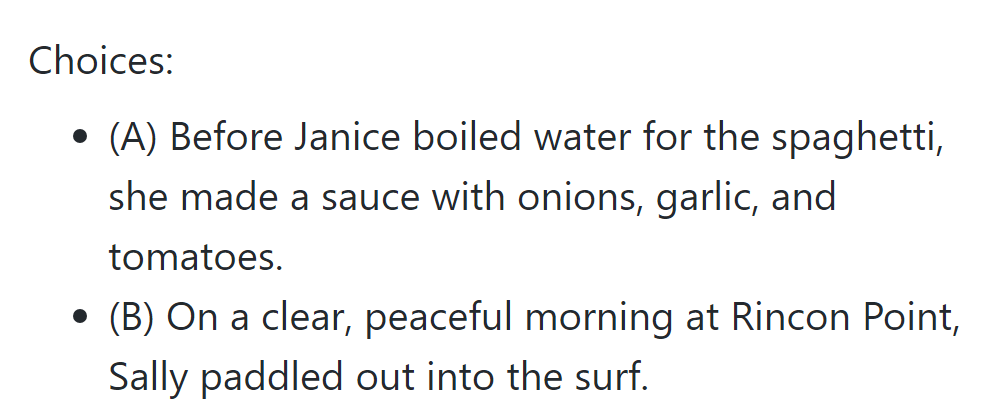 Choices:
• (A) Before Janice boiled water for the spaghetti,
she made a sauce with onions, garlic, and
tomatoes.
• (B) On a clear, peaceful morning at Rincon Point,
Sally paddled out into the surf.